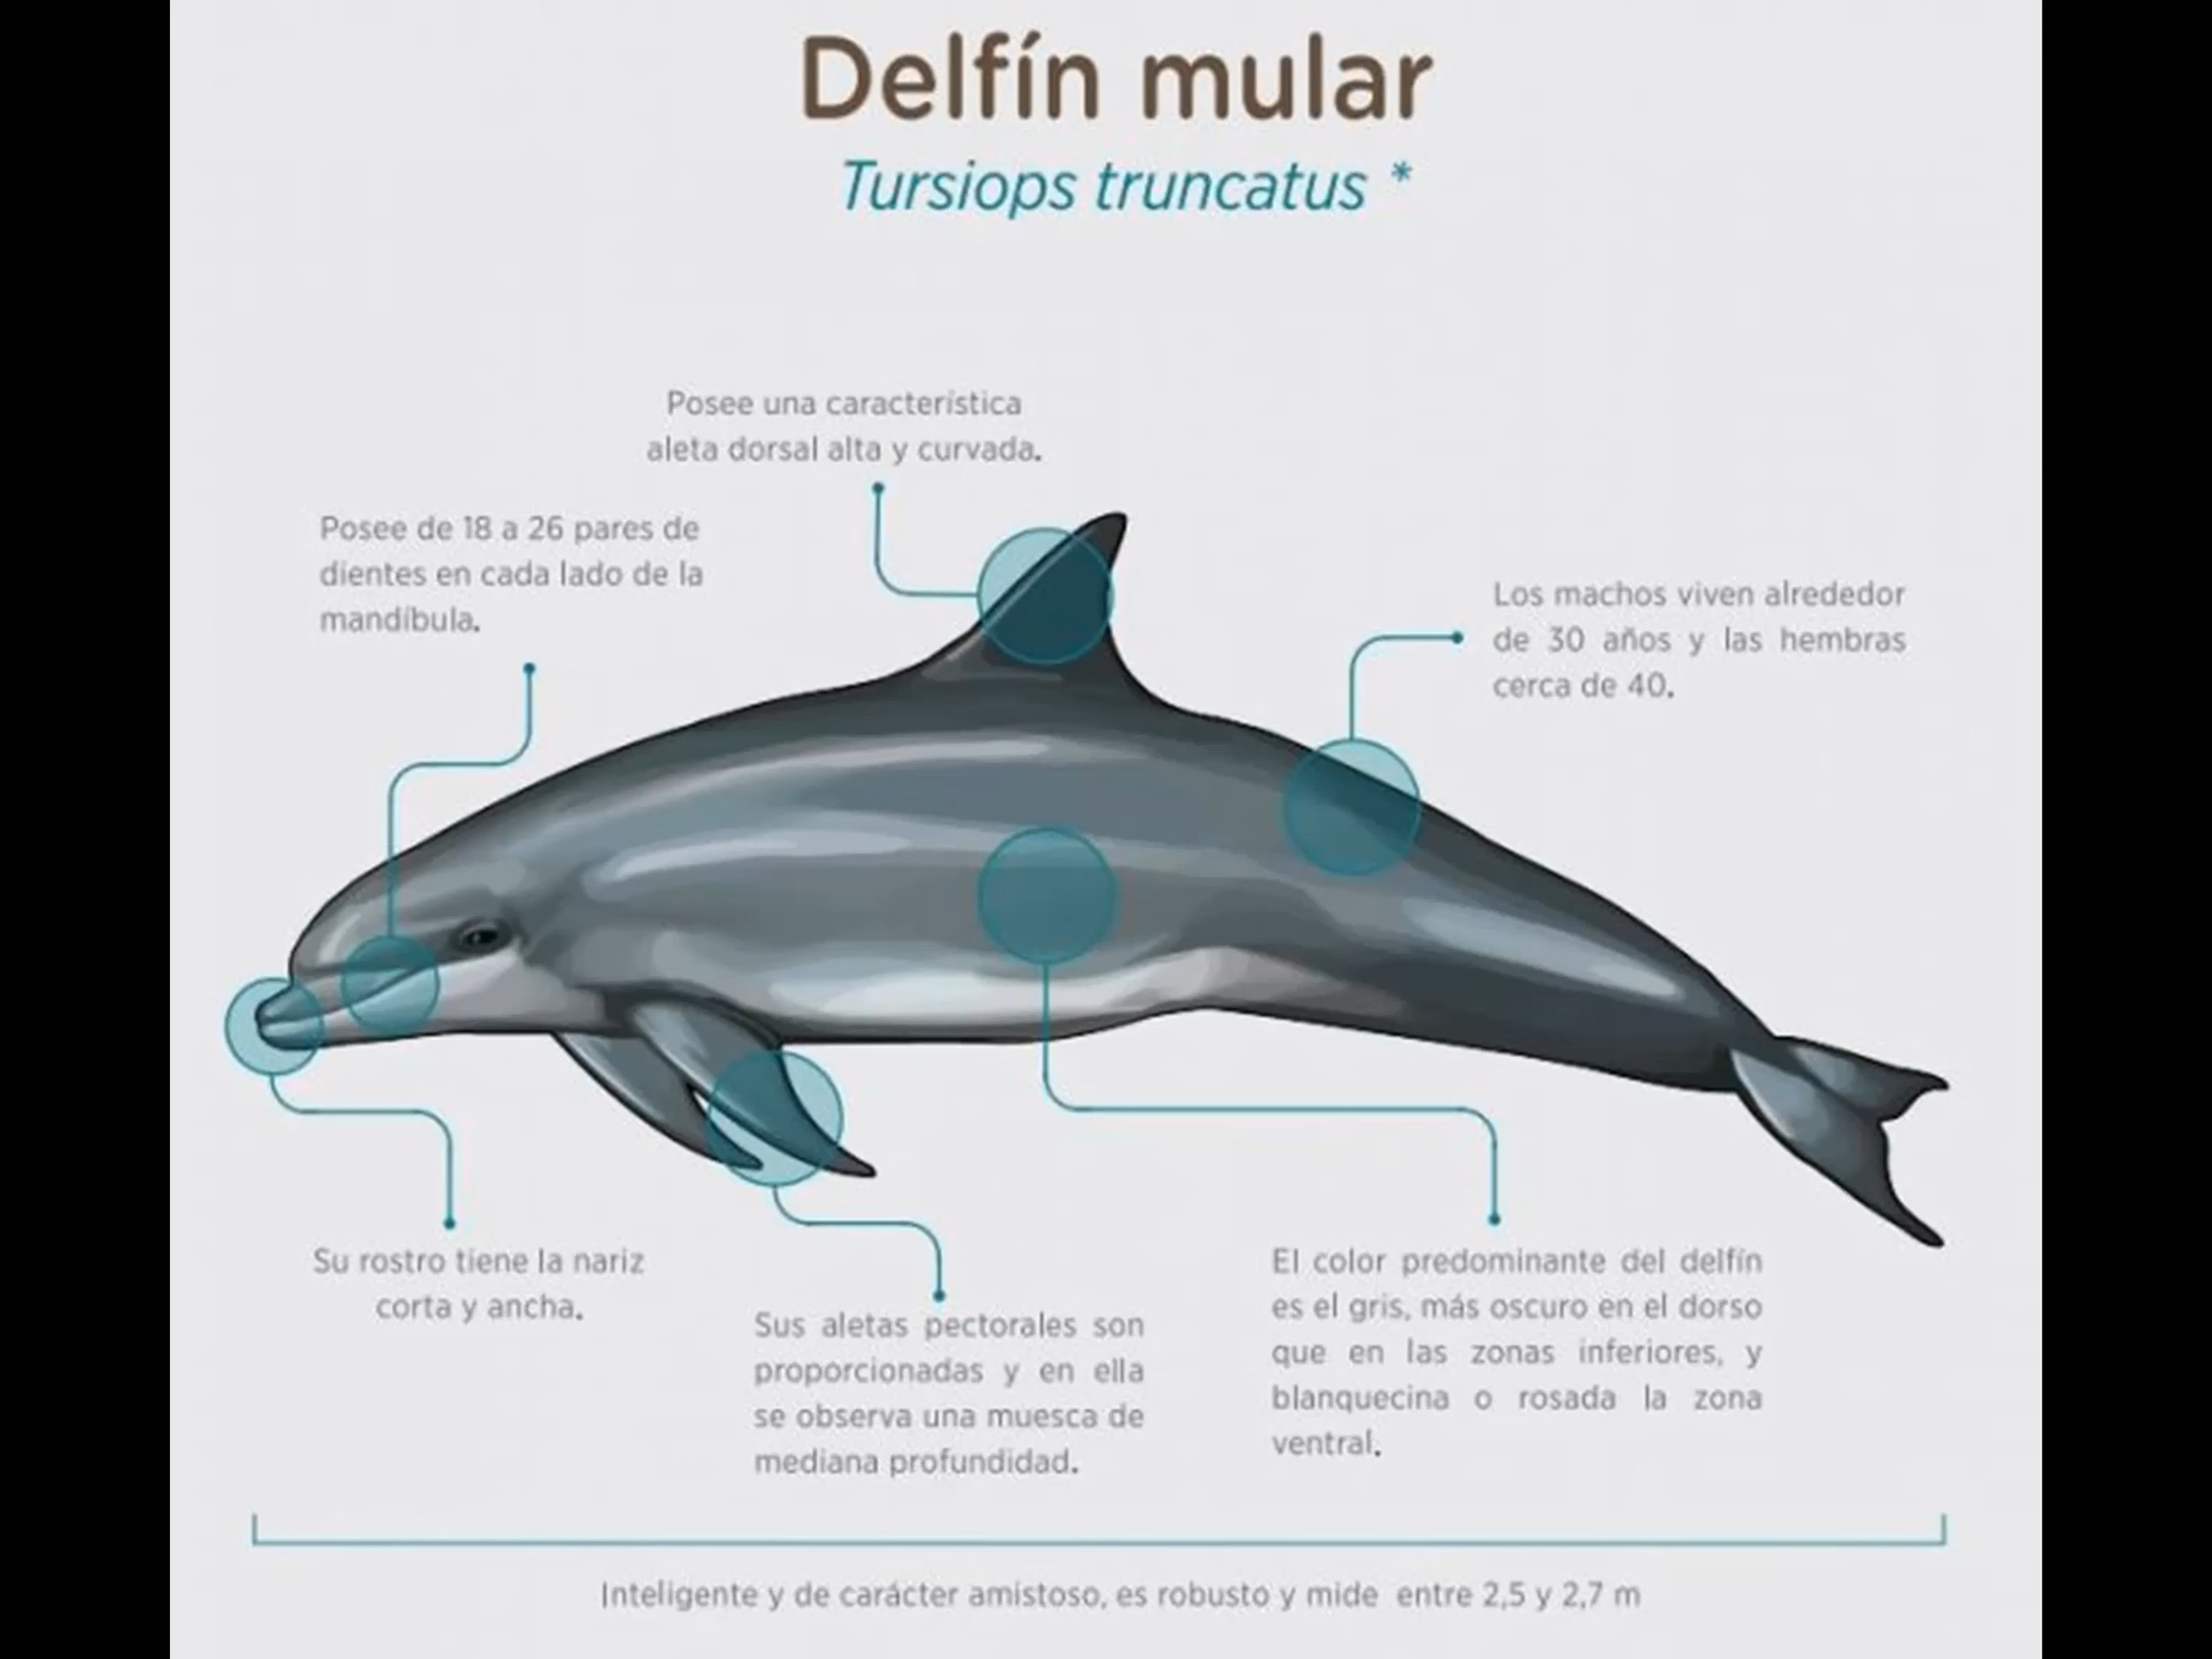 Delfín mular
Tursiops truncatus *
Posee una característica
aleta dorsal alta y curvada.
Posee de 18 a 26 pares de
dientes en cada lado de la
mandíbula.
Los machos viven alrededor
de 30 años y las hembras
cerca de 40.
Su rostro tiene la nariz
corta y ancha.
Sus aletas pectorales son
proporcionadas y en ella
se observa una muesca de
mediana profundidad.
El color predominante del delfín
es el gris, más oscuro en el dorso
que en las zonas inferiores, y
blanquecina o rosada la zona
ventral.
Inteligente y de carácter amistoso, es robusto y mide entre 2,5 y 2,7 m